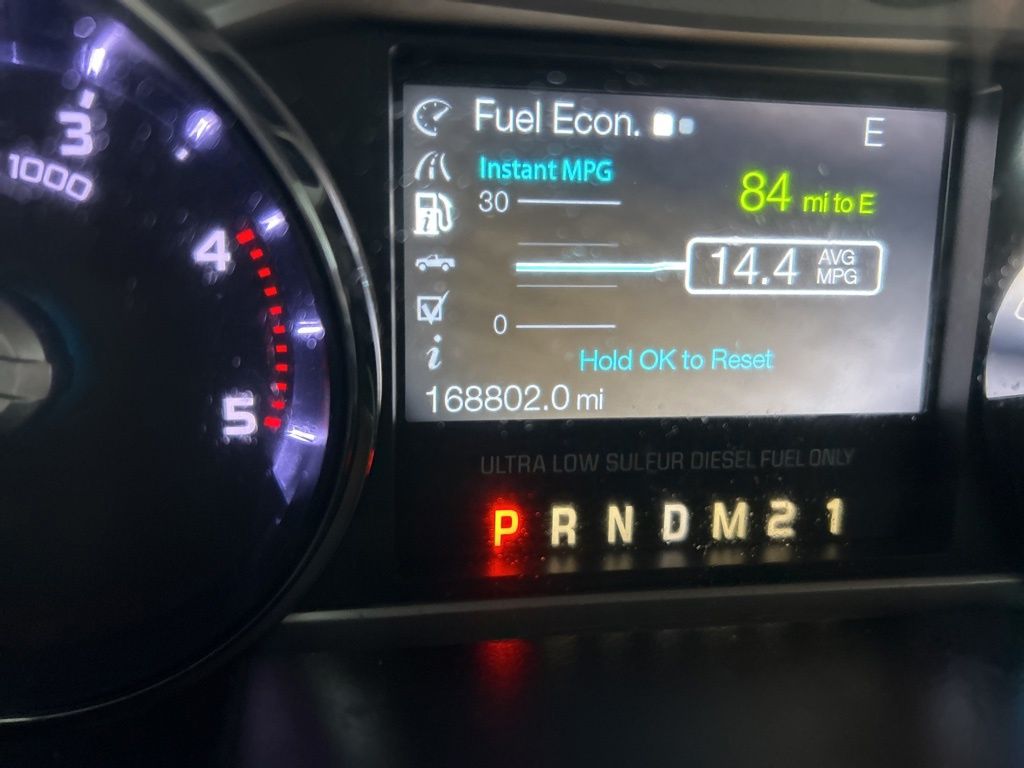 3
1000
4
5
Fuel Econ.
E
Instant MPG
30
84 mi to E
14.4 AVG MPG
0
Hold OK to Reset
168802.0 mi
ULTRA LOW SULFUR DIESEL FUEL ONLY
P R N D M 2 1